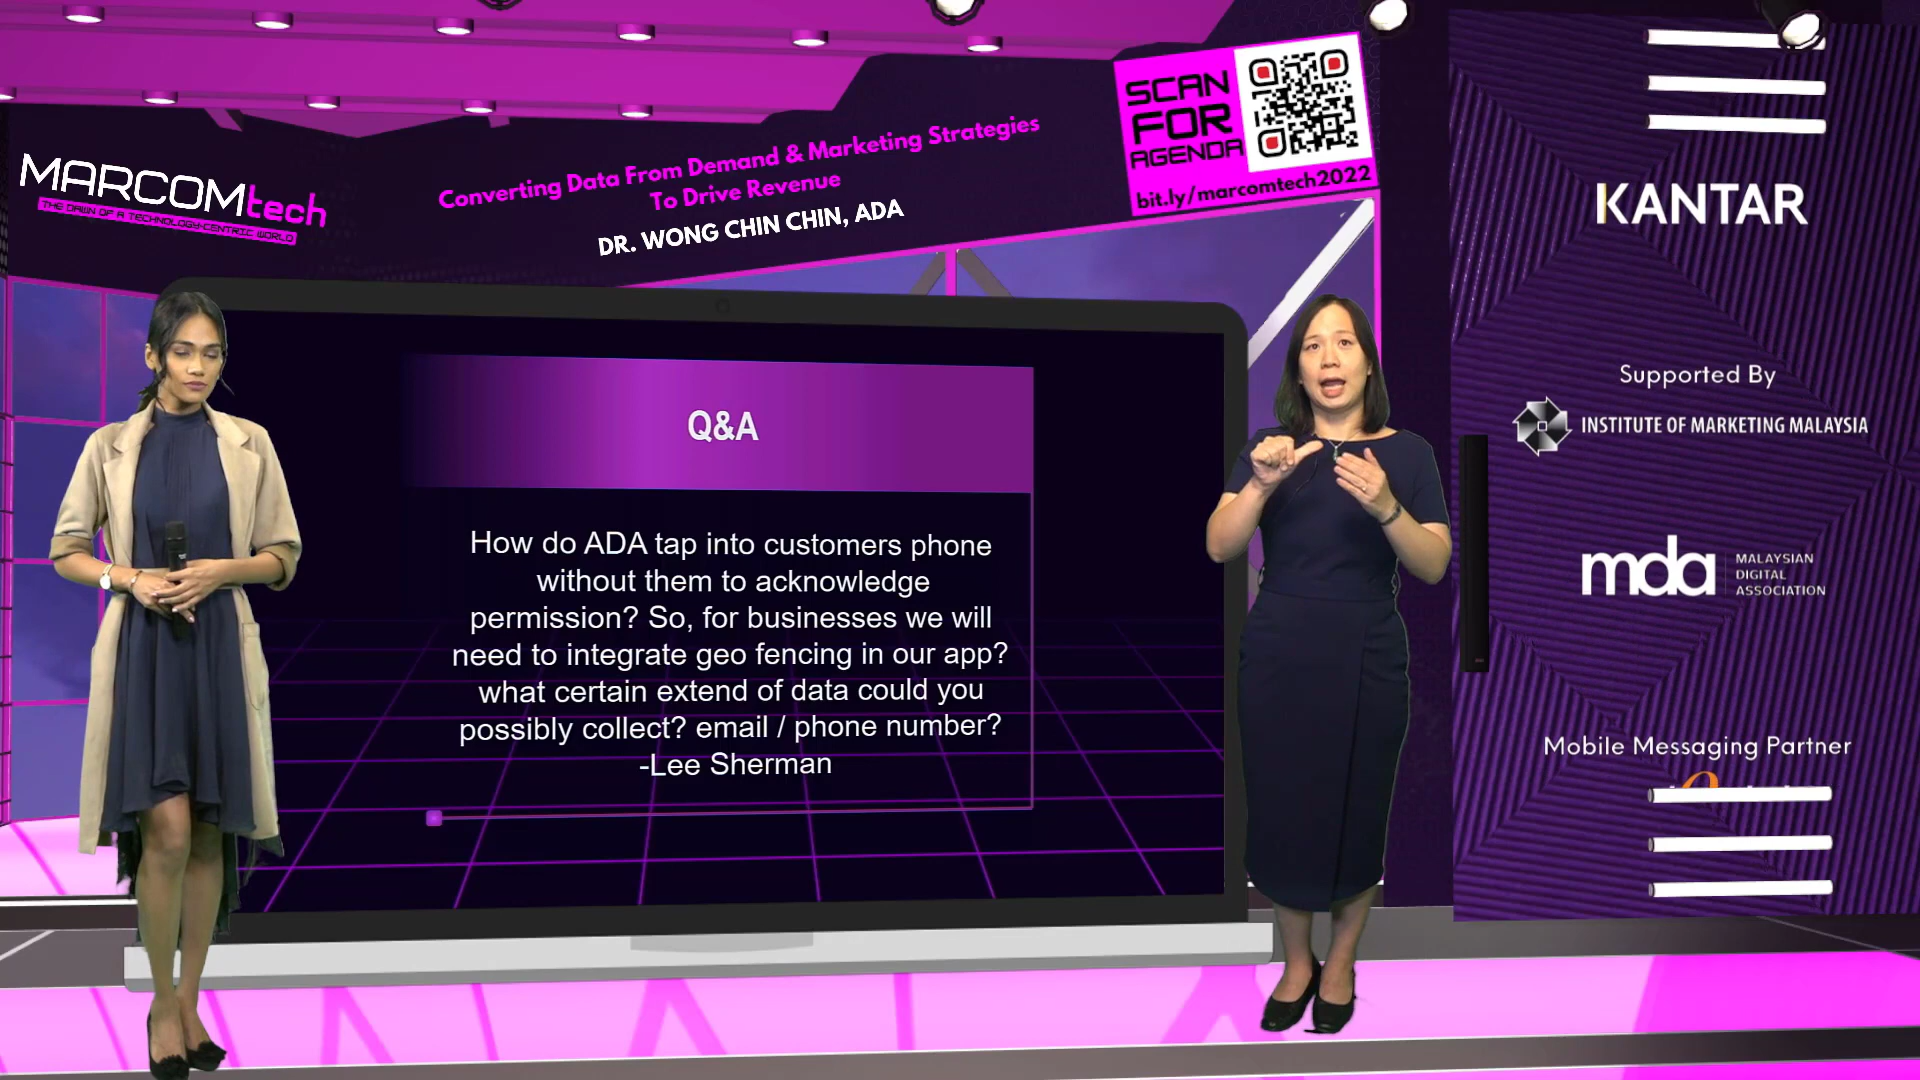 MARCOMtech
THE DAWN OF A TECHNOLOGY-CENTRIC WORLD
Converting Data From Demand & Marketing Strategies
To Drive Revenue
DR. WONG CHIN CHIN, ADA
SCAN
FOR
AGENDA
bit.ly/marcomtech2022
KANTAR
Supported By
INSTITUTE OF MARKETING MALAYSIA
mda
MALAYSIAN
DIGITAL
ASSOCIATION
Mobile Messaging Partner
Q&A
How do ADA tap into customers phone
without them to acknowledge
permission? So, for businesses we will
need to integrate geo fencing in our app?
what certain extend of data could you
possibly collect? email / phone number?
-Lee Sherman